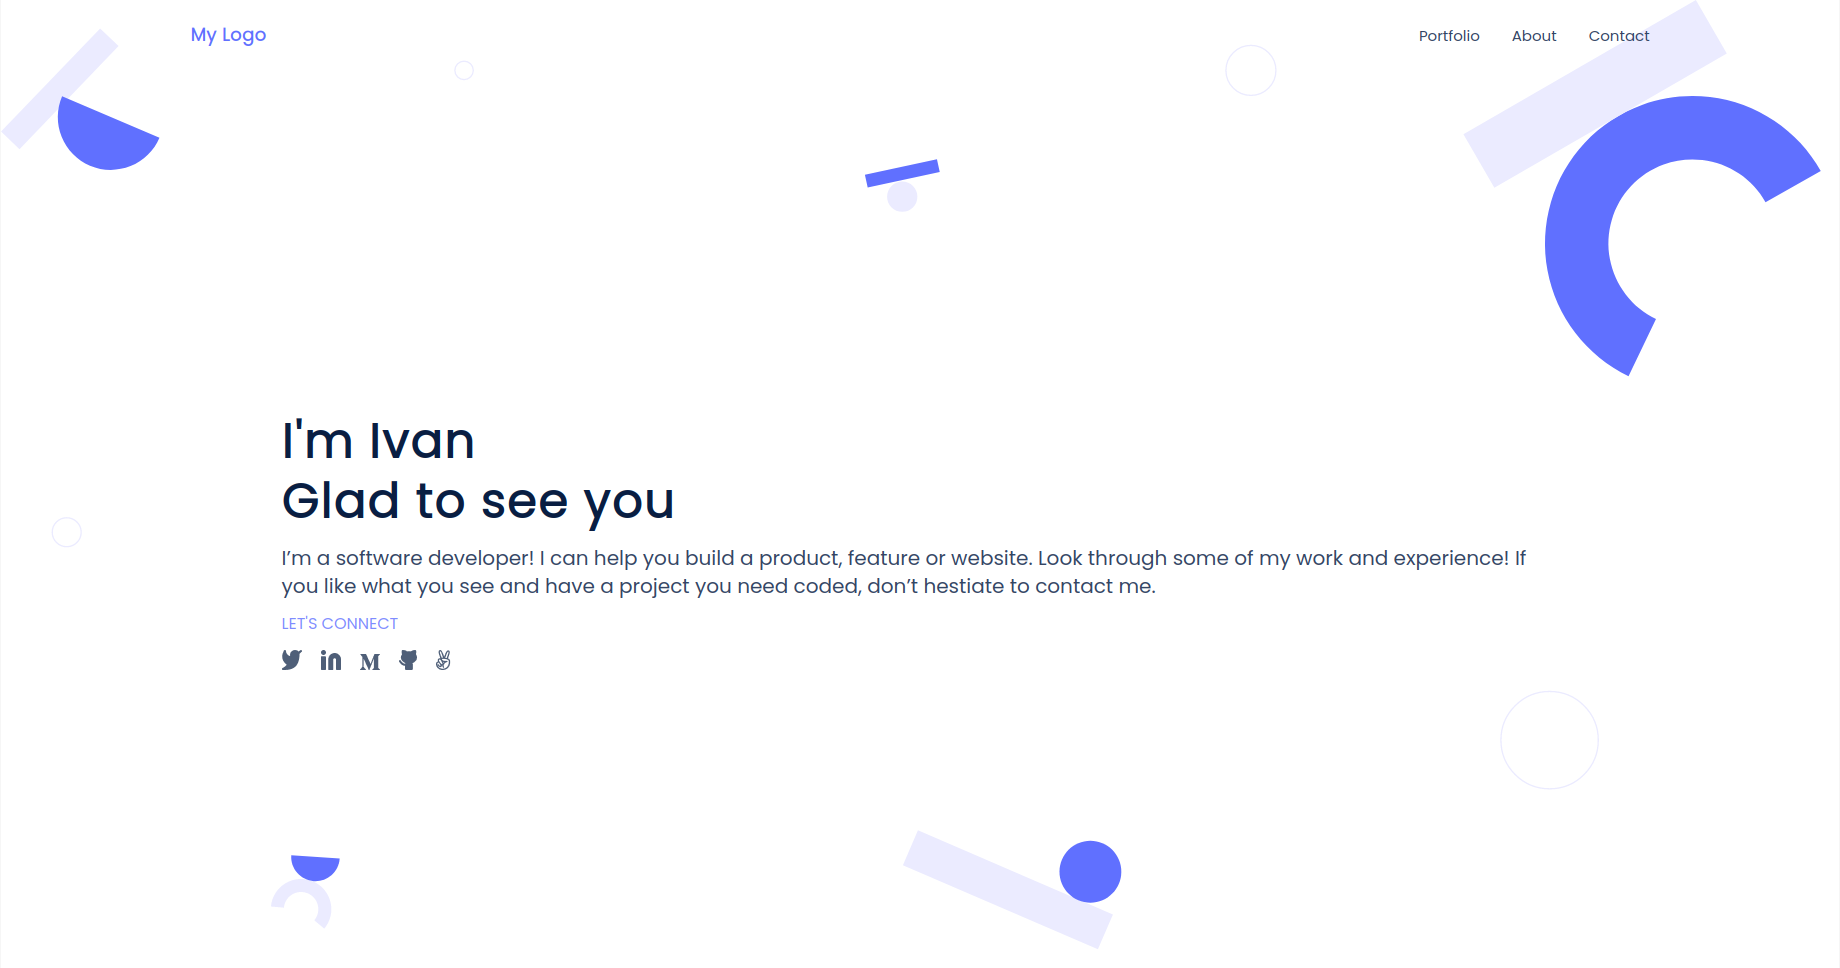 My Logo
Portfolio About Contact
I'm Ivan
Glad to see you
I’m a software developer! I can help you build a product, feature or website. Look through some of my work and experience! If
you like what you see and have a project you need coded, don’t hestiate to contact me.
LET'S CONNECT